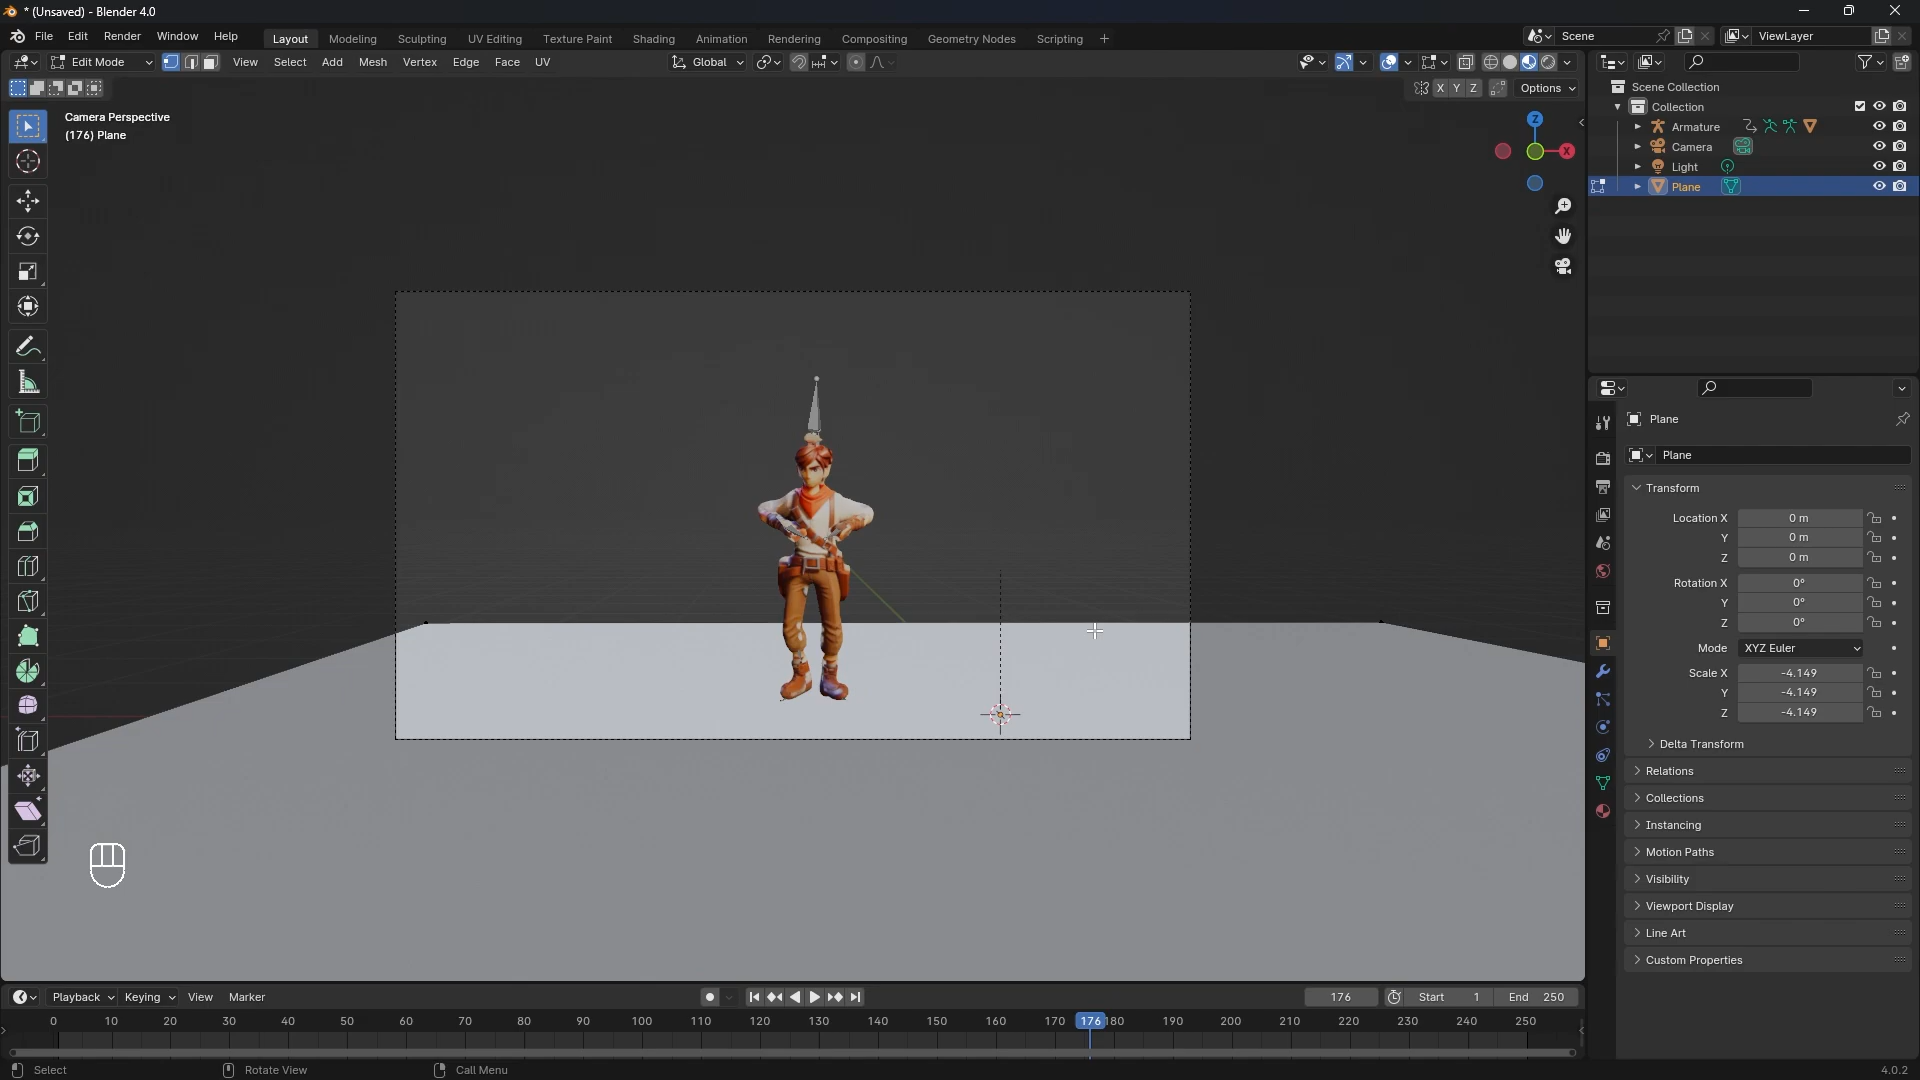 * (Unsaved) - Blender 4.0
File Edit Render Window Help Layout Modeling Sculpting UV Editing Texture Paint Shading Animation Rendering Compositing Geometry Nodes Scripting + Scene ViewLayer
Edit Mode View Select Add Mesh Vertex Edge Face UV Global
X Y Z Options
Camera Perspective
(176) Plane
Z
X
Scene Collection
Collection
Armature
Camera
Light
Plane
Plane
Plane
Transform
Location X 0 m
Y 0 m
Z 0 m
Rotation X 0°
Y 0°
Z 0°
Mode XYZ Euler
Scale X -4.149
Y -4.149
Z -4.149
Delta Transform
Relations
Collections
Instancing
Motion Paths
Visibility
Viewport Display
Line Art
Custom Properties
Playback Keying View Marker 176 Start 1 End 250
0 10 20 30 40 50 60 70 80 90 100 110 120 130 140 150 160 170 176 180 190 200 210 220 230 240 250
Select Rotate View Call Menu 4.0.2